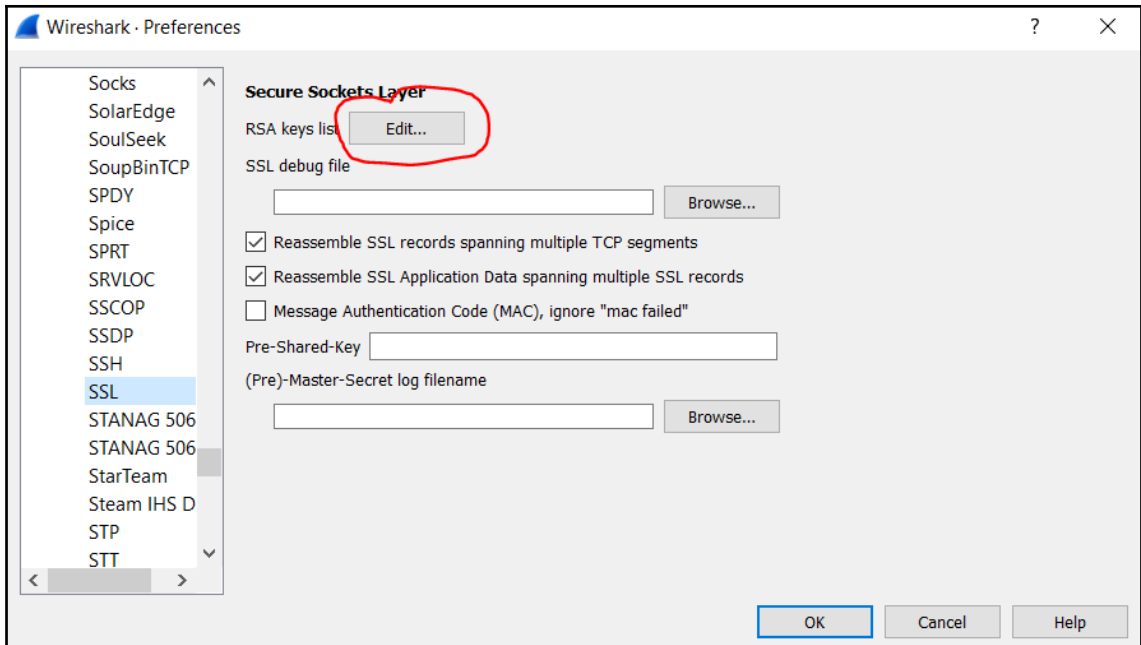 Wireshark · Preferences
?
Socks
SolarEdge
SoulSeek
SoupBinTCP
SPDY
Spice
SPRT
SRVLOC
SSCOP
SSDP
SSH
SSL
STANAG 506
STANAG 506
StarTeam
Steam IHS D
STP
STT
Secure Sockets Layer
RSA keys list
Edit...
SSL debug file
Browse...
Reassemble SSL records spanning multiple TCP segments
Reassemble SSL Application Data spanning multiple SSL records
Message Authentication Code (MAC), ignore "mac failed"
Pre-Shared-Key
(Pre)-Master-Secret log filename
Browse...
OK
Cancel
Help